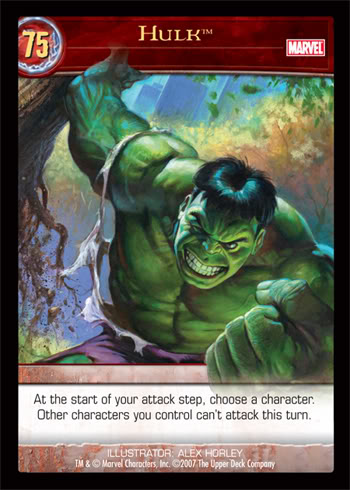 75
HULK™
MARVEL
At the start of your attack step, choose a character.
Other characters you control can't attack this turn.
ILLUSTRATOR: ALEX HORLEY
TM & © Marvel Characters, Inc. ©2007 The Upper Deck Company